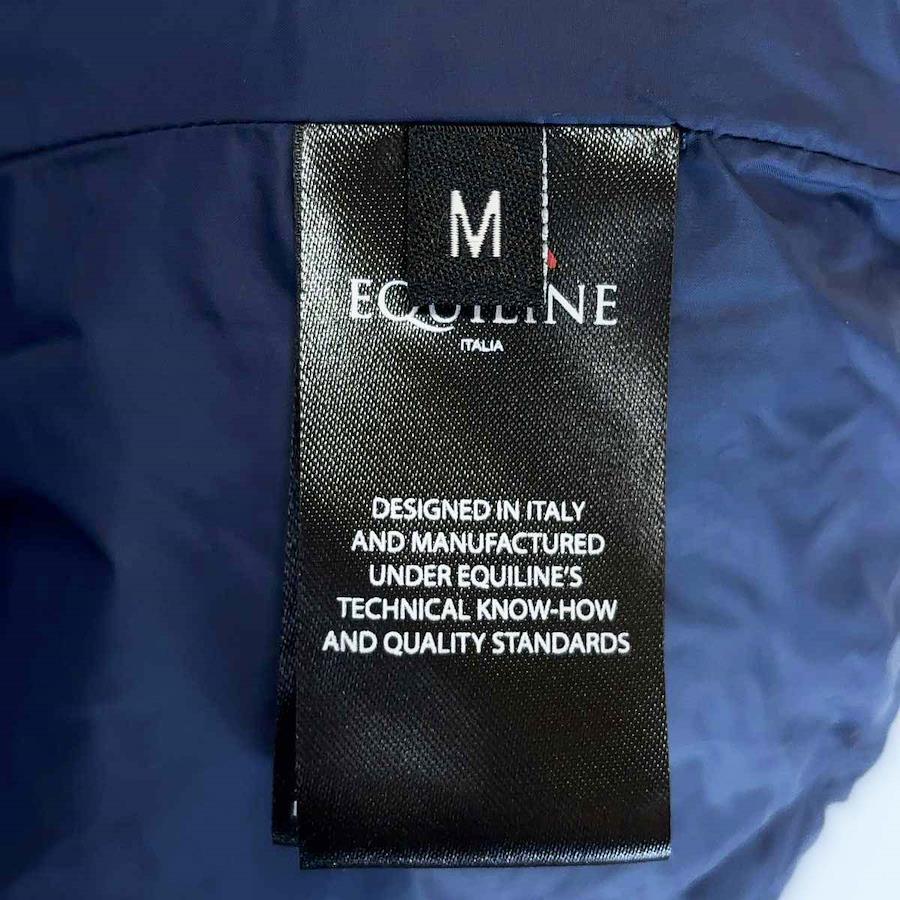 M
EQUILINE
ITALIA
DESIGNED IN ITALY
AND MANUFACTURED
UNDER EQUILINE'S
TECHNICAL KNOW-HOW
AND QUALITY STANDARDS